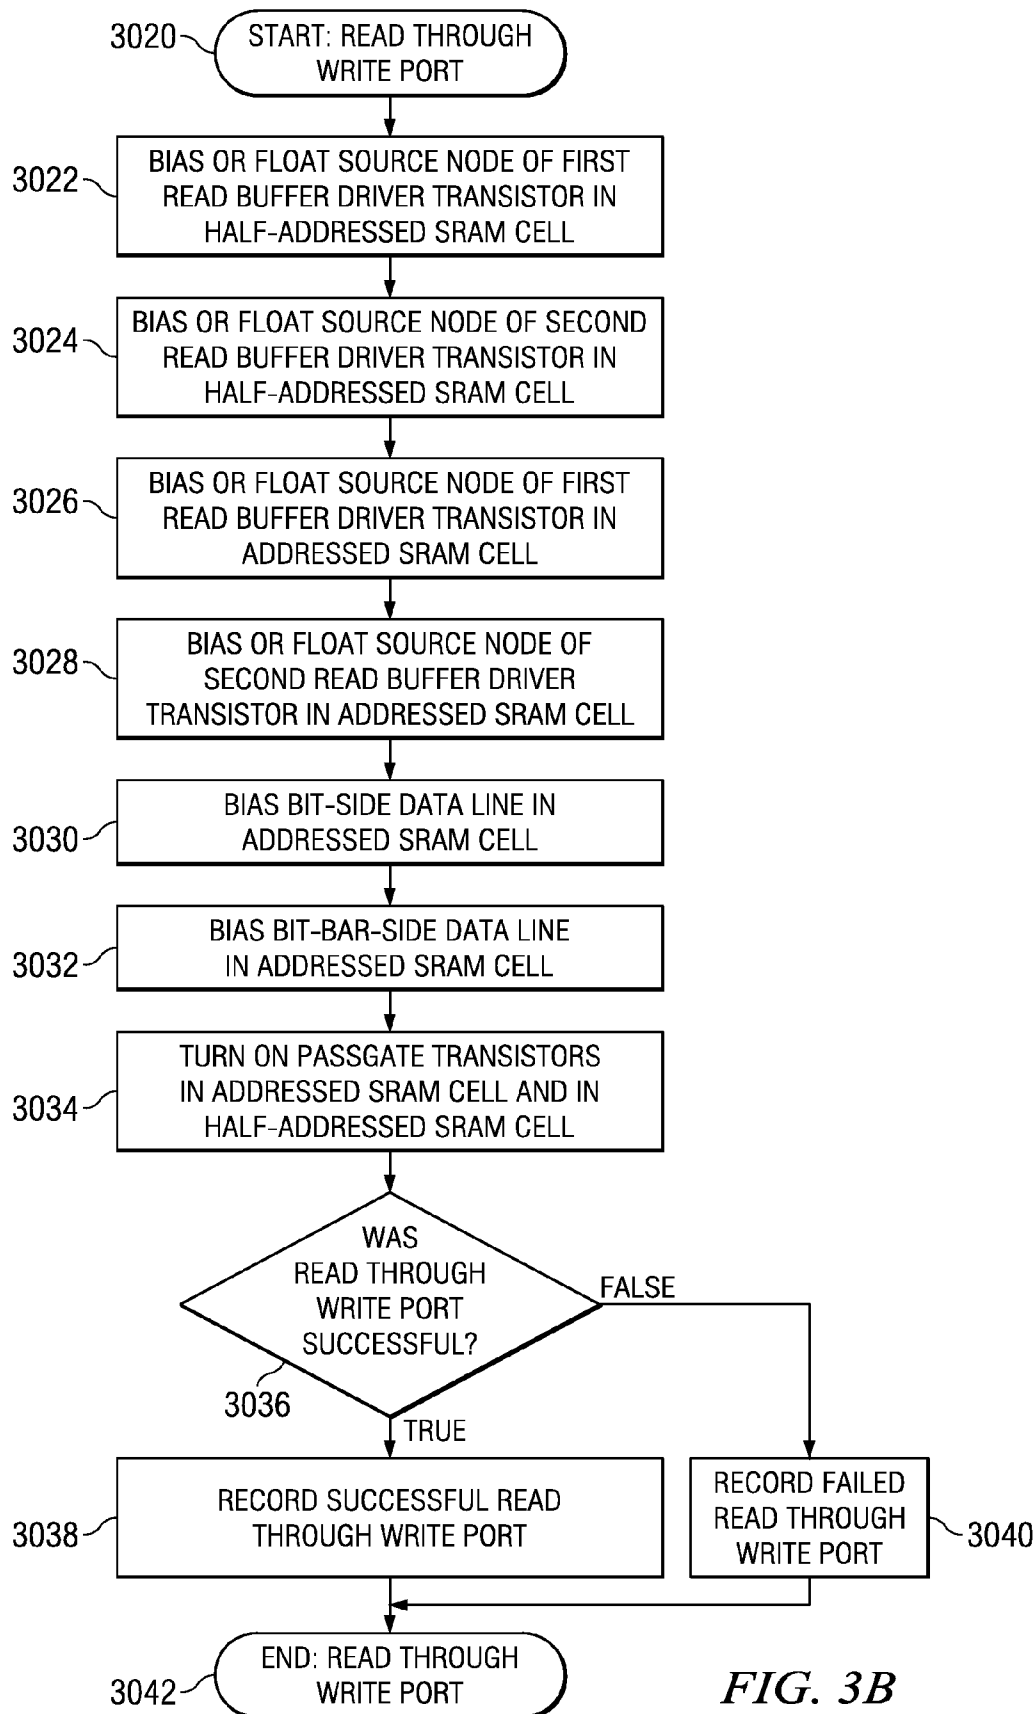 3020
START: READ THROUGH
WRITE PORT
3022
BIAS OR FLOAT SOURCE NODE OF FIRST
READ BUFFER DRIVER TRANSISTOR IN
HALF-ADDRESSED SRAM CELL
3024
BIAS OR FLOAT SOURCE NODE OF SECOND
READ BUFFER DRIVER TRANSISTOR IN
HALF-ADDRESSED SRAM CELL
3026
BIAS OR FLOAT SOURCE NODE OF FIRST
READ BUFFER DRIVER TRANSISTOR IN
ADDRESSED SRAM CELL
3028
BIAS OR FLOAT SOURCE NODE OF
SECOND READ BUFFER DRIVER
TRANSISTOR IN ADDRESSED SRAM CELL
3030
BIAS BIT-SIDE DATA LINE IN
ADDRESSED SRAM CELL
3032
BIAS BIT-BAR-SIDE DATA LINE
IN ADDRESSED SRAM CELL
3034
TURN ON PASSGATE TRANSISTORS
IN ADDRESSED SRAM CELL AND IN
HALF-ADDRESSED SRAM CELL
WAS
READ THROUGH
WRITE PORT
SUCCESSFUL?
FALSE
3036
TRUE
3038
RECORD SUCCESSFUL READ
THROUGH WRITE PORT
RECORD FAILED
READ THROUGH
WRITE PORT
3040
3042
END: READ THROUGH
WRITE PORT
FIG. 3B